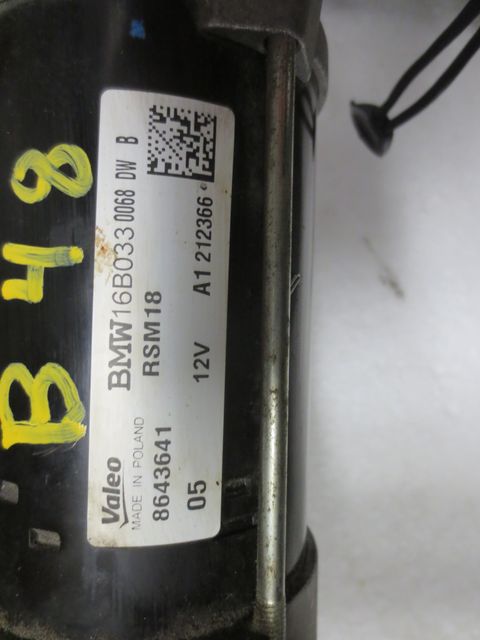 B48
Valeo BMW16B033 0068 DW B
MADE IN POLAND RSM18
8643641
05 12V A1 212366